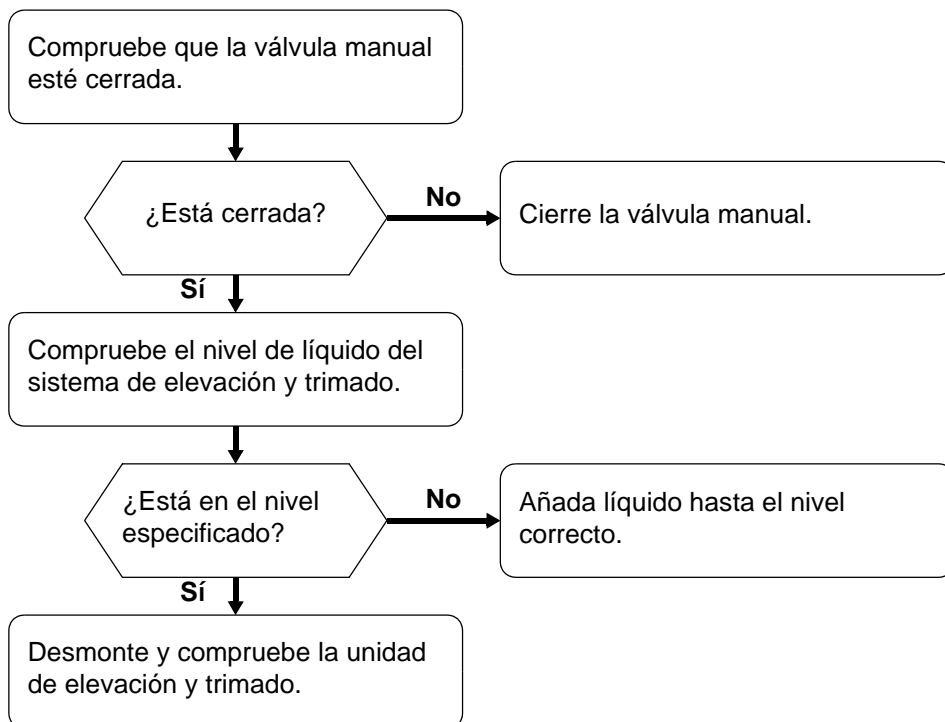 Compruebe que la válvula manual
esté cerrada.
¿Está cerrada?
No
Cierre la válvula manual.
Sí
Compruebe el nivel de líquido del
sistema de elevación y trimado.
¿Está en el nivel
especificado?
No
Añada líquido hasta el nivel
correcto.
Sí
Desmonte y compruebe la unidad
de elevación y trimado.